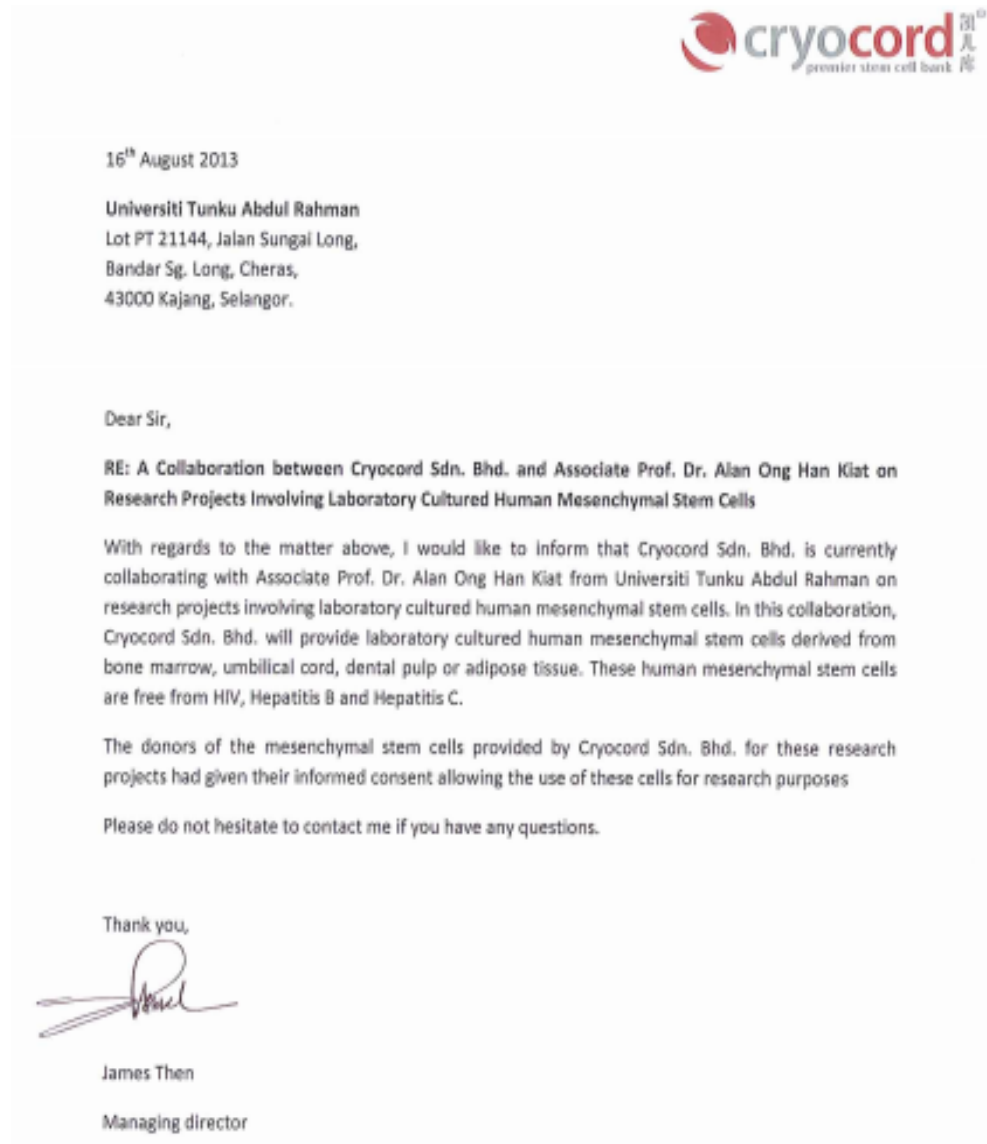 cryocord
premier stem cell bank
16th August 2013
Universiti Tunku Abdul Rahman
Lot PT 21144, Jalan Sungai Long,
Bandar Sg. Long, Cheras,
43000 Kajang, Selangor.
Dear Sir,
RE: A Collaboration between Cryocord Sdn. Bhd. and Associate Prof. Dr. Alan Ong Han Kiat on
Research Projects Involving Laboratory Cultured Human Mesenchymal Stem Cells
With regards to the matter above, I would like to inform that Cryocord Sdn. Bhd. is currently
collaborating with Associate Prof. Dr. Alan Ong Han Kiat from Universiti Tunku Abdul Rahman on
research projects involving laboratory cultured human mesenchymal stem cells. In this collaboration,
Cryocord Sdn. Bhd. will provide laboratory cultured human mesenchymal stem cells derived from
bone marrow, umbilical cord, dental pulp or adipose tissue. These human mesenchymal stem cells
are free from HIV, Hepatitis B and Hepatitis C.
The donors of the mesenchymal stem cells provided by Cryocord Sdn. Bhd. for these research
projects had given their informed consent allowing the use of these cells for research purposes
Please do not hesitate to contact me if you have any questions.
Thank you,
James Then
Managing director